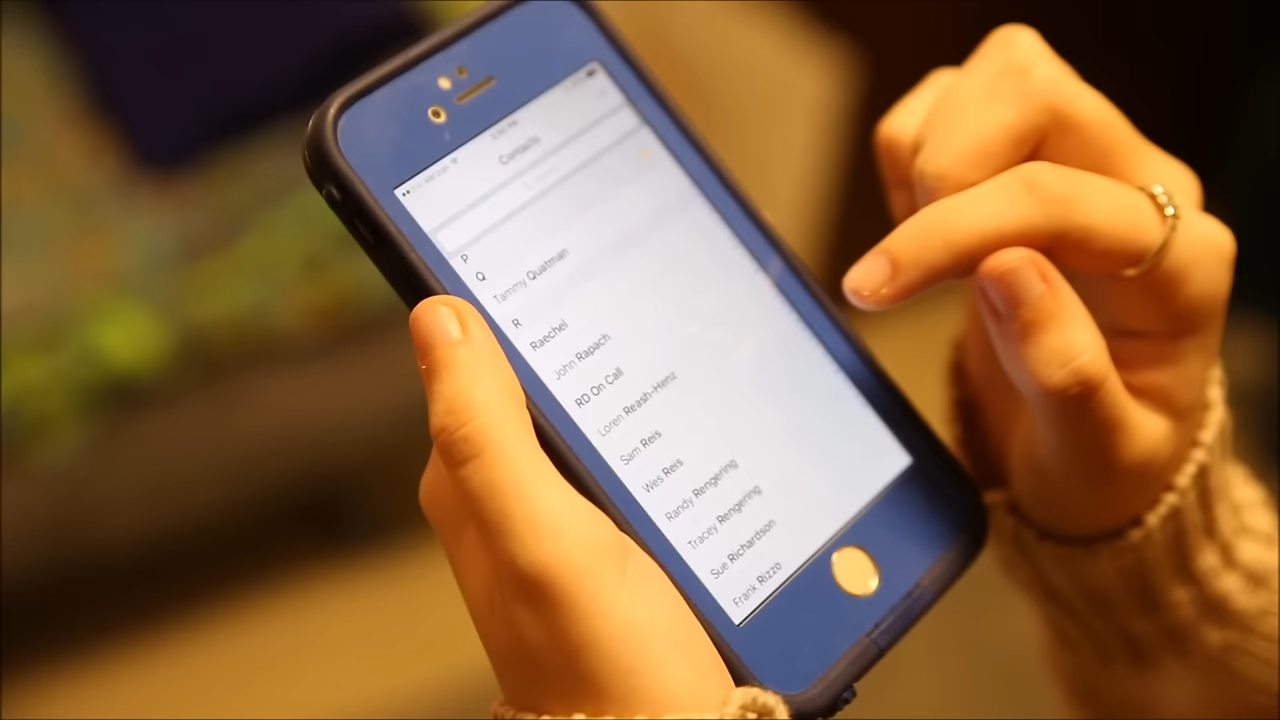 verizon
Contacts
P
Q
Tammy Quatman
R
Raechel
John Rapach
RD On Call
Loren Reash-Henz
Sam Reis
Wes Reis
Randy Rengering
Tracey Rengering
Sue Richardson
Frank Rizzo